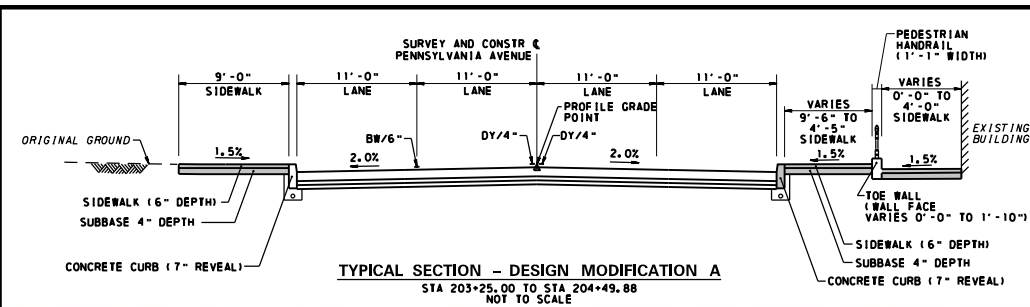 SURVEY AND CONSTR ℄
PENNSYLVANIA AVENUE
PEDESTRIAN
HANDRAIL
(1'-1" WIDTH)
9'-0"
SIDEWALK
11'-0"
LANE
11'-0"
LANE
11'-0"
LANE
11'-0"
LANE
VARIES
9'-6" TO
4'-5"
SIDEWALK
VARIES
0'-0" TO
4'-0"
SIDEWALK
PROFILE GRADE
POINT
ORIGINAL GROUND
EXISTING
BUILDING
BW/6"
DY/4"
DY/4"
1.5%
2.0%
2.0%
1.5%
1.5%
SIDEWALK (6" DEPTH)
SUBBASE 4" DEPTH
CONCRETE CURB (7" REVEAL)
TOE WALL
(WALL FACE
VARIES 0'-0" TO 1'-10")
SIDEWALK (6" DEPTH)
SUBBASE 4" DEPTH
CONCRETE CURB (7" REVEAL)
TYPICAL SECTION - DESIGN MODIFICATION A
STA 203+25.00 TO STA 204+49.88
NOT TO SCALE